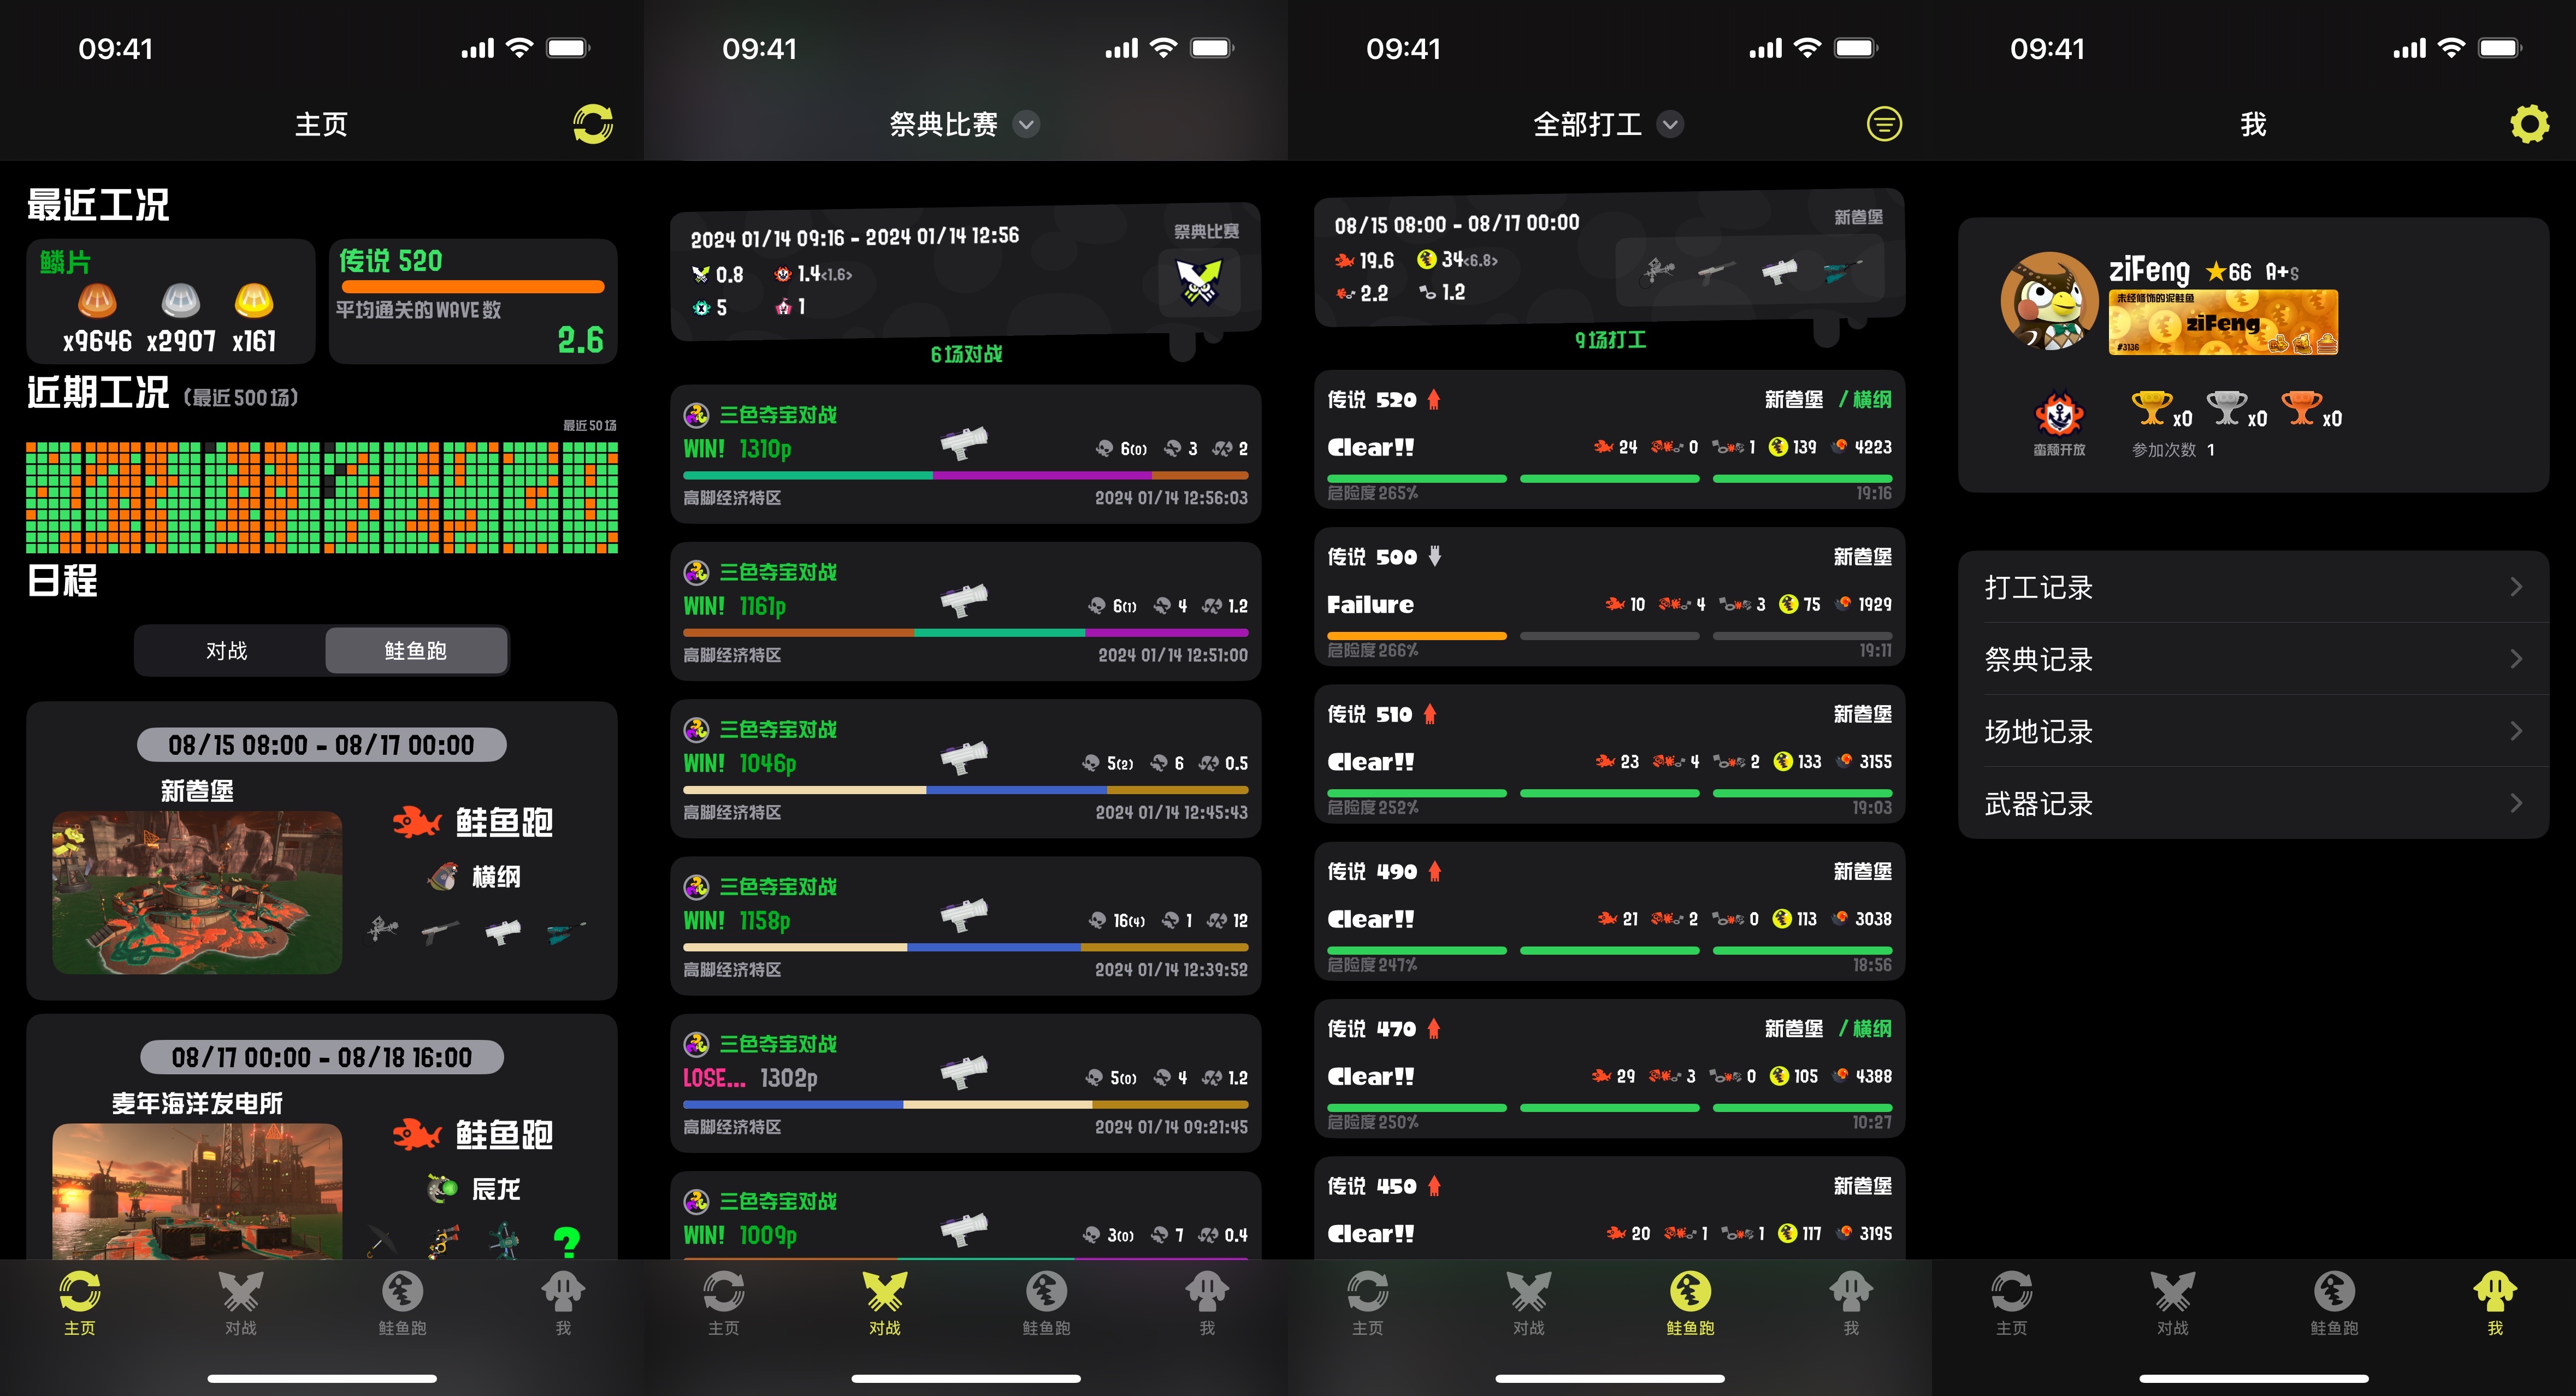 09:41
主页
最近工况
鳞片
x9646 x2907 x161
传说 520
平均通关的WAVE数
2.6
近期工况 (最近500场)
最近50场
日程
对战 鲑鱼跑
08/15 08:00 - 08/17 00:00
新卷堡
鲑鱼跑
横纲
08/17 00:00 - 08/18 16:00
麦年海洋发电所
鲑鱼跑
辰龙
?
主页 对战 鲑鱼跑 我
09:41
祭典比赛
2024 01/14 09:16 - 2024 01/14 12:56
祭典比赛
0.8 1.4<1.6>
5 1
6场对战
三色夺宝对战
WIN! 1310p 6(0) 3 2
高脚经济特区 2024 01/14 12:56:03
三色夺宝对战
WIN! 1161p 6(1) 4 1.2
高脚经济特区 2024 01/14 12:51:00
三色夺宝对战
WIN! 1046p 5(2) 6 0.5
高脚经济特区 2024 01/14 12:45:43
三色夺宝对战
WIN! 1158p 16(4) 1 12
高脚经济特区 2024 01/14 12:39:52
三色夺宝对战
LOSE... 1302p 5(0) 4 1.2
高脚经济特区 2024 01/14 09:21:45
三色夺宝对战
WIN! 1009p 3(0) 7 0.4
主页 对战 鲑鱼跑 我
09:41
全部打工
08/15 08:00 - 08/17 00:00
新卷堡
19.6 34<6.8>
2.2 1.2
9场打工
传说 520 新卷堡 / 横纲
Clear!! 24 0 1 139 4223
危险度265% 19:16
传说 500 新卷堡
Failure 10 4 3 75 1929
危险度266% 19:11
传说 510 新卷堡
Clear!! 23 4 2 133 3155
危险度252% 19:03
传说 490 新卷堡
Clear!! 21 2 0 113 3038
危险度247% 18:56
传说 470 新卷堡 / 横纲
Clear!! 29 3 0 105 4388
危险度250% 10:27
传说 450 新卷堡
Clear!! 20 1 1 117 3195
主页 对战 鲑鱼跑 我
09:41
我
ziFeng ★66 A+s
未经修饰的泥鲑鱼
ziFeng
#3136
x0 x0 x0
蛮颓开放
参加次数 1
打工记录
祭典记录
场地记录
武器记录
主页 对战 鲑鱼跑 我